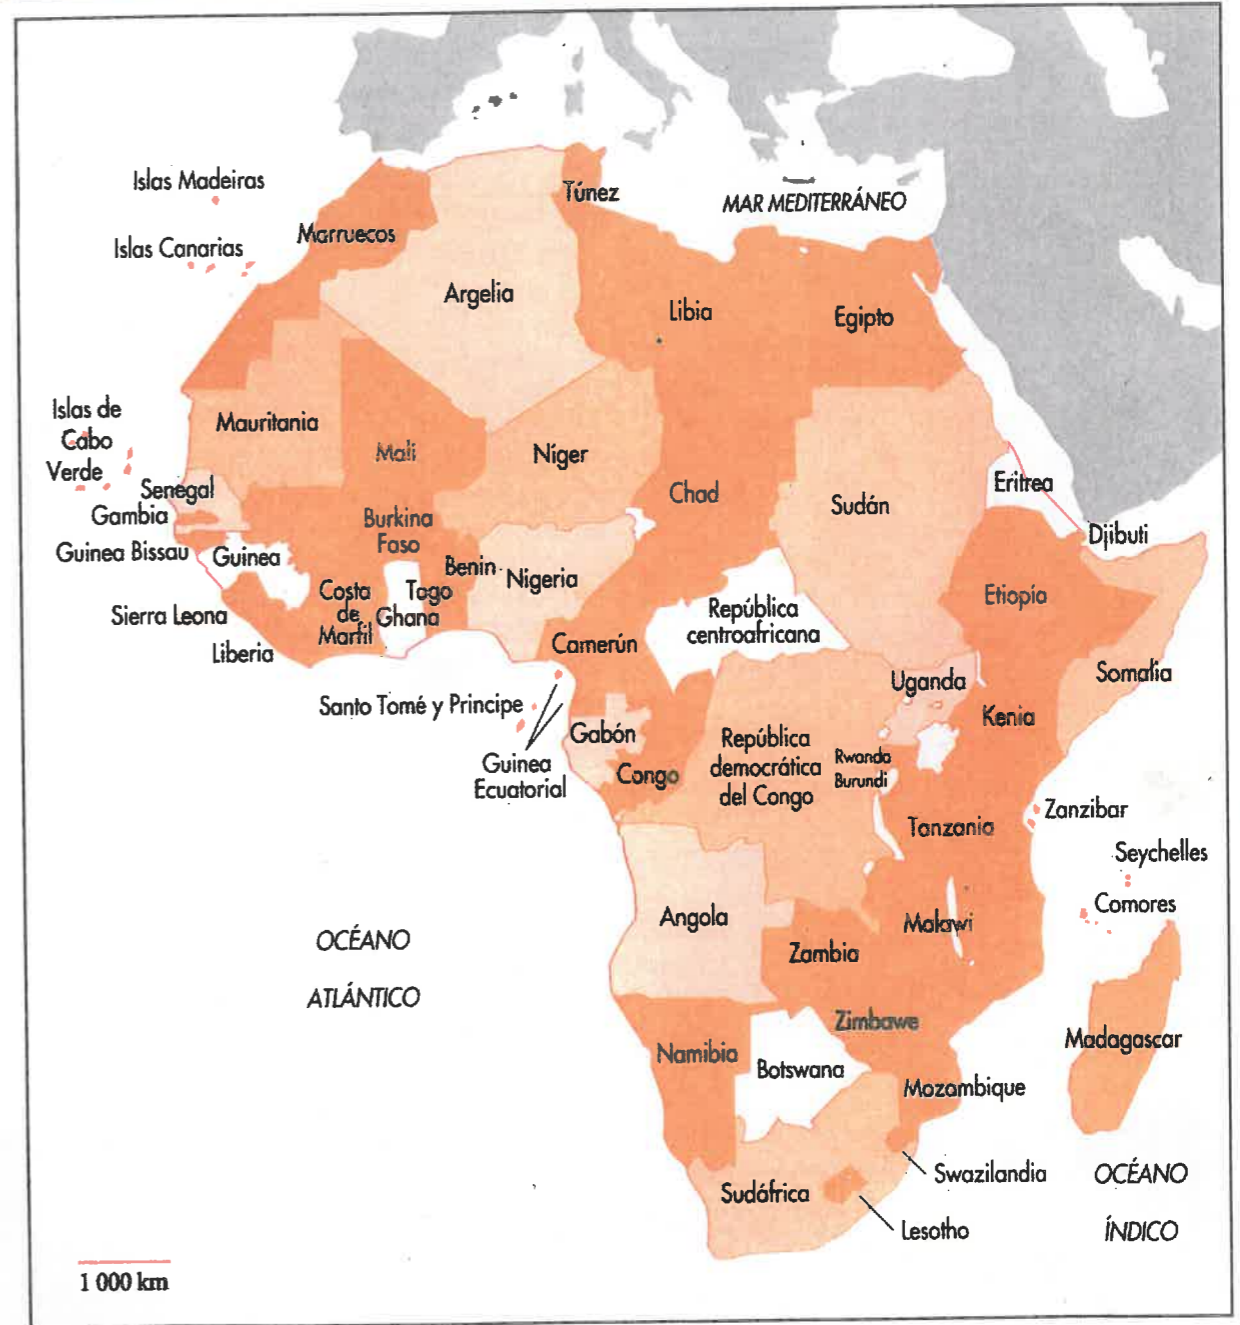 Islas Madeiras
Túnez
MAR MEDITERRÁNEO
Marruecos
Islas Canarias
Argelia
Libia
Egipto
Islas de
Cabo
Verde
Mauritania
Mali
Níger
Chad
Sudán
Eritrea
Senegal
Gambia
Burkina
Faso
Djibuti
Guinea Bissau
Guinea
Benin
Nigeria
Costa
de
Marfil
Togo
Ghana
Etiopía
República
centroafricana
Sierra Leona
Liberia
Camerún
Somalia
Uganda
Santo Tomé y Principe
Kenia
Gabón
República
democrática
del Congo
Rwanda
Burundi
Guinea
Ecuatorial
Congo
Zanzibar
Tanzania
Seychelles
Comores
Angola
Malawi
OCÉANO
ATLÁNTICO
Zambia
Zimbawe
Madagascar
Namibia
Botswana
Mozambique
Swazilandia
OCÉANO
ÍNDICO
Sudáfrica
Lesotho
1 000 km